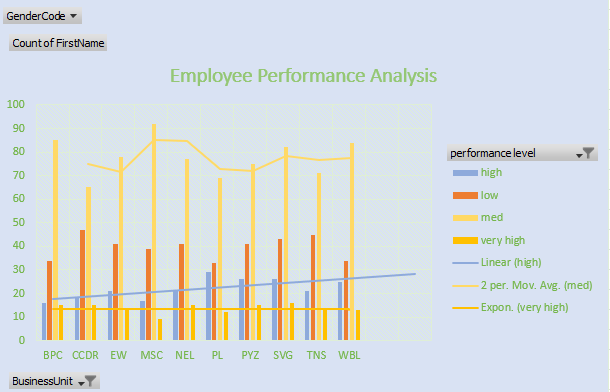 GenderCode
Count of FirstName
Employee Performance Analysis
100
90
80
70
60
50
40
30
20
10
0
BPC CCDR EW MSC NEL PL PYZ SVG TNS WBL
performance level
high
low
med
very high
Linear (high)
2 per. Mov. Avg. (med)
Expon. (very high)
BusinessUnit